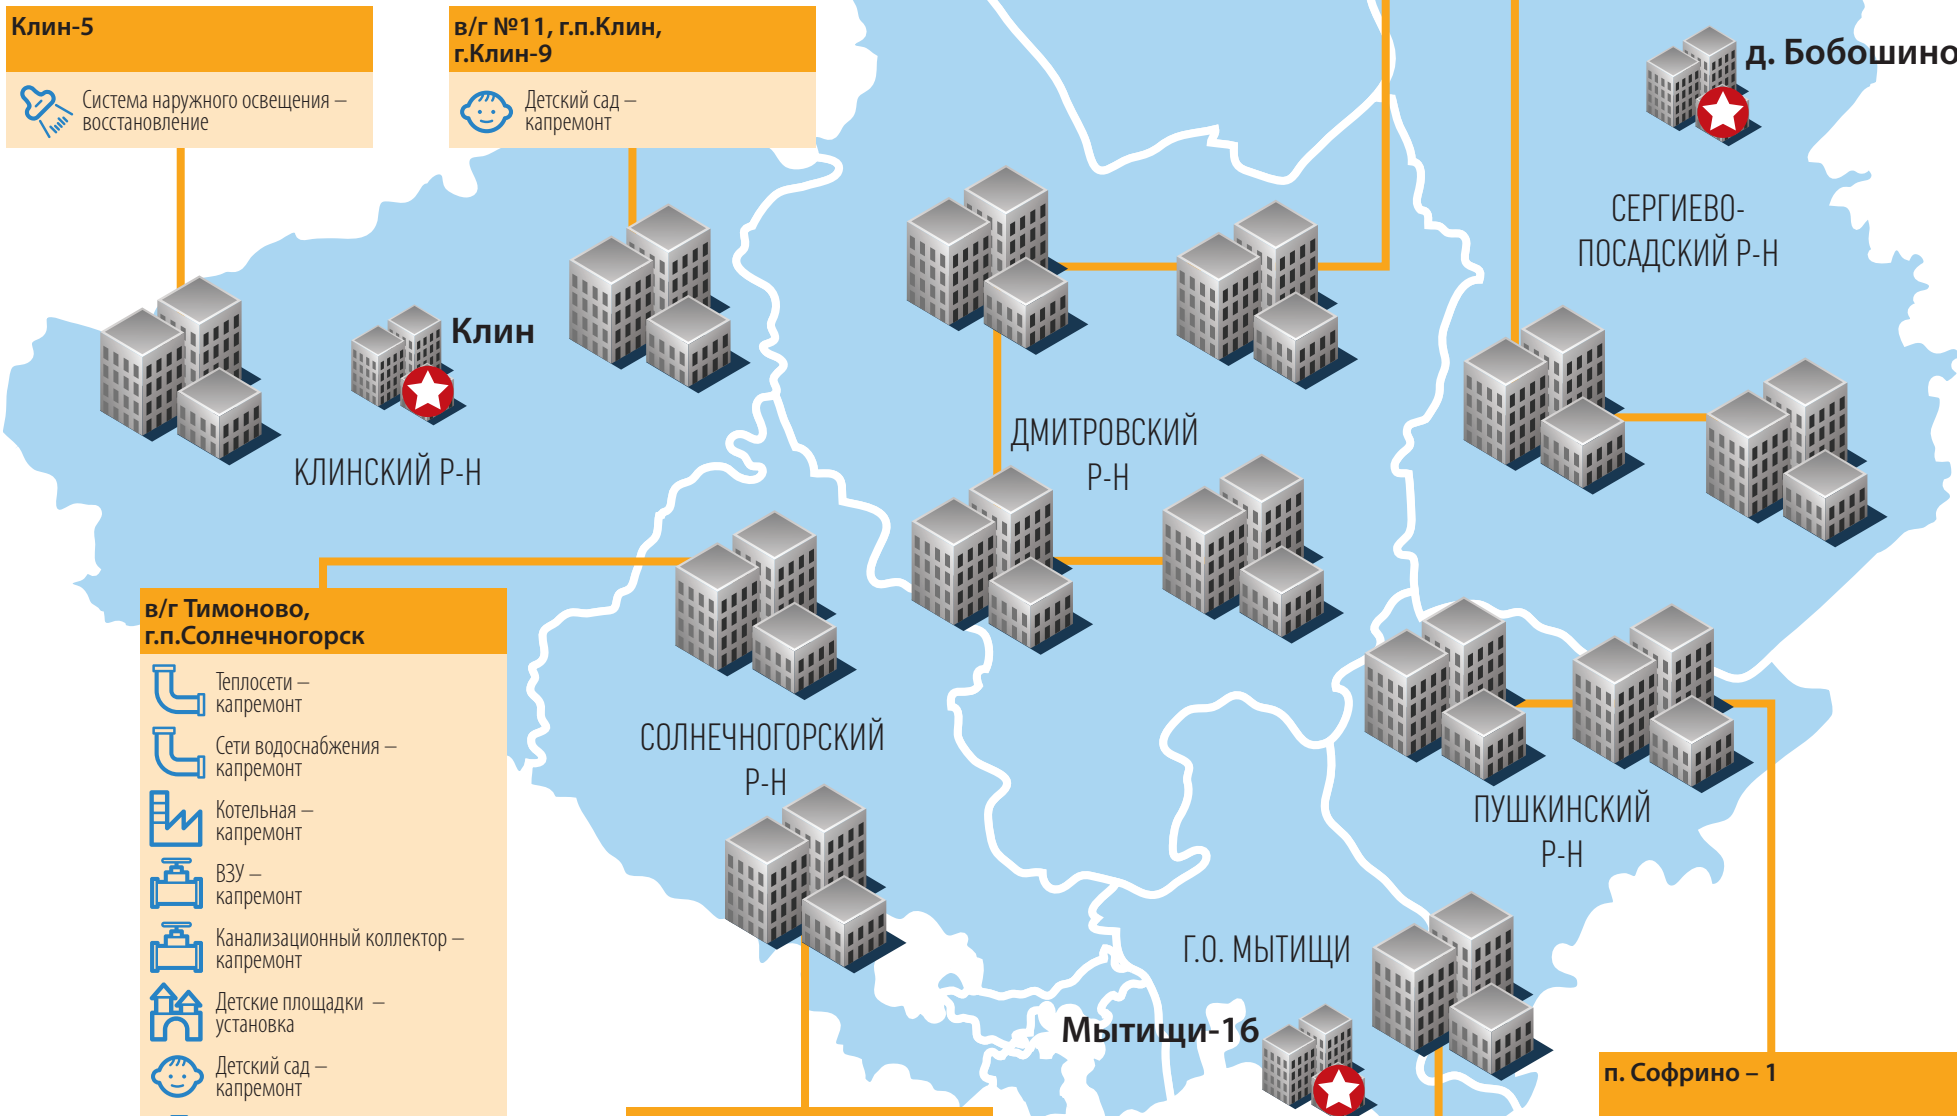 Клин-5
Система наружного освещения –
восстановление
в/г №11, г.п.Клин,
г.Клин-9
Детский сад –
капремонт
д. Бобошино
СЕРГИЕВО-
ПОСАДСКИЙ Р-Н
Клин
КЛИНСКИЙ Р-Н
ДМИТРОВСКИЙ
Р-Н
в/г Тимоново,
г.п.Солнечногорск
Теплосети –
капремонт
Сети водоснабжения –
капремонт
Котельная –
капремонт
ВЗУ –
капремонт
Канализационный коллектор –
капремонт
Детские площадки –
установка
Детский сад –
капремонт
СОЛНЕЧНОГОРСКИЙ
Р-Н
ПУШКИНСКИЙ
Р-Н
Г.О. МЫТИЩИ
Мытищи-16
п. Софрино – 1